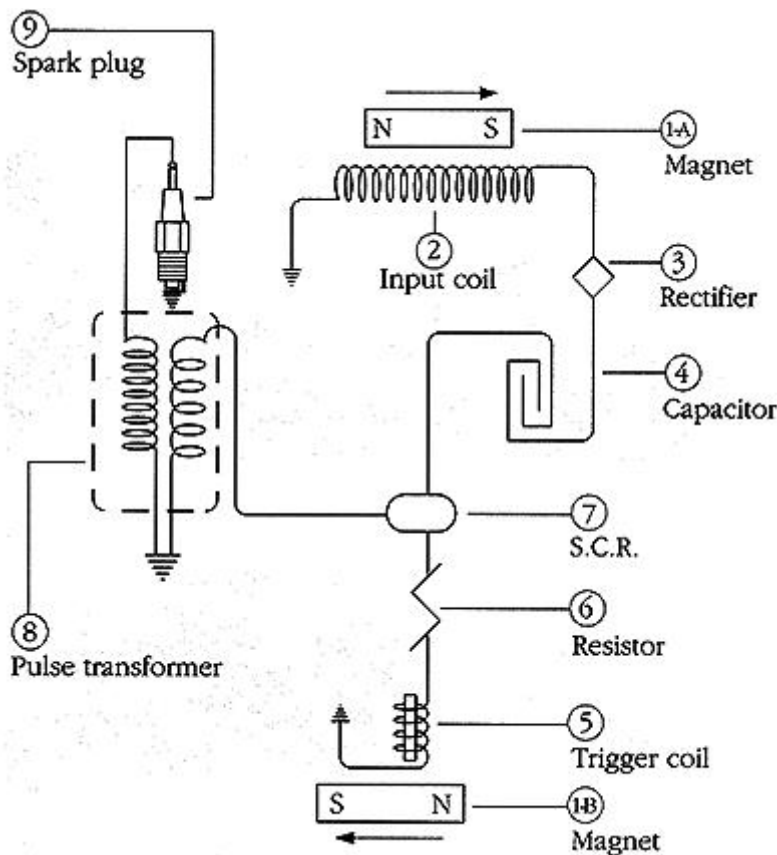 9
Spark plug
N S
1-A
Magnet
2
Input coil
3
Rectifier
4
Capacitor
7
S.C.R.
6
Resistor
8
Pulse transformer
5
Trigger coil
S N
1-B
Magnet